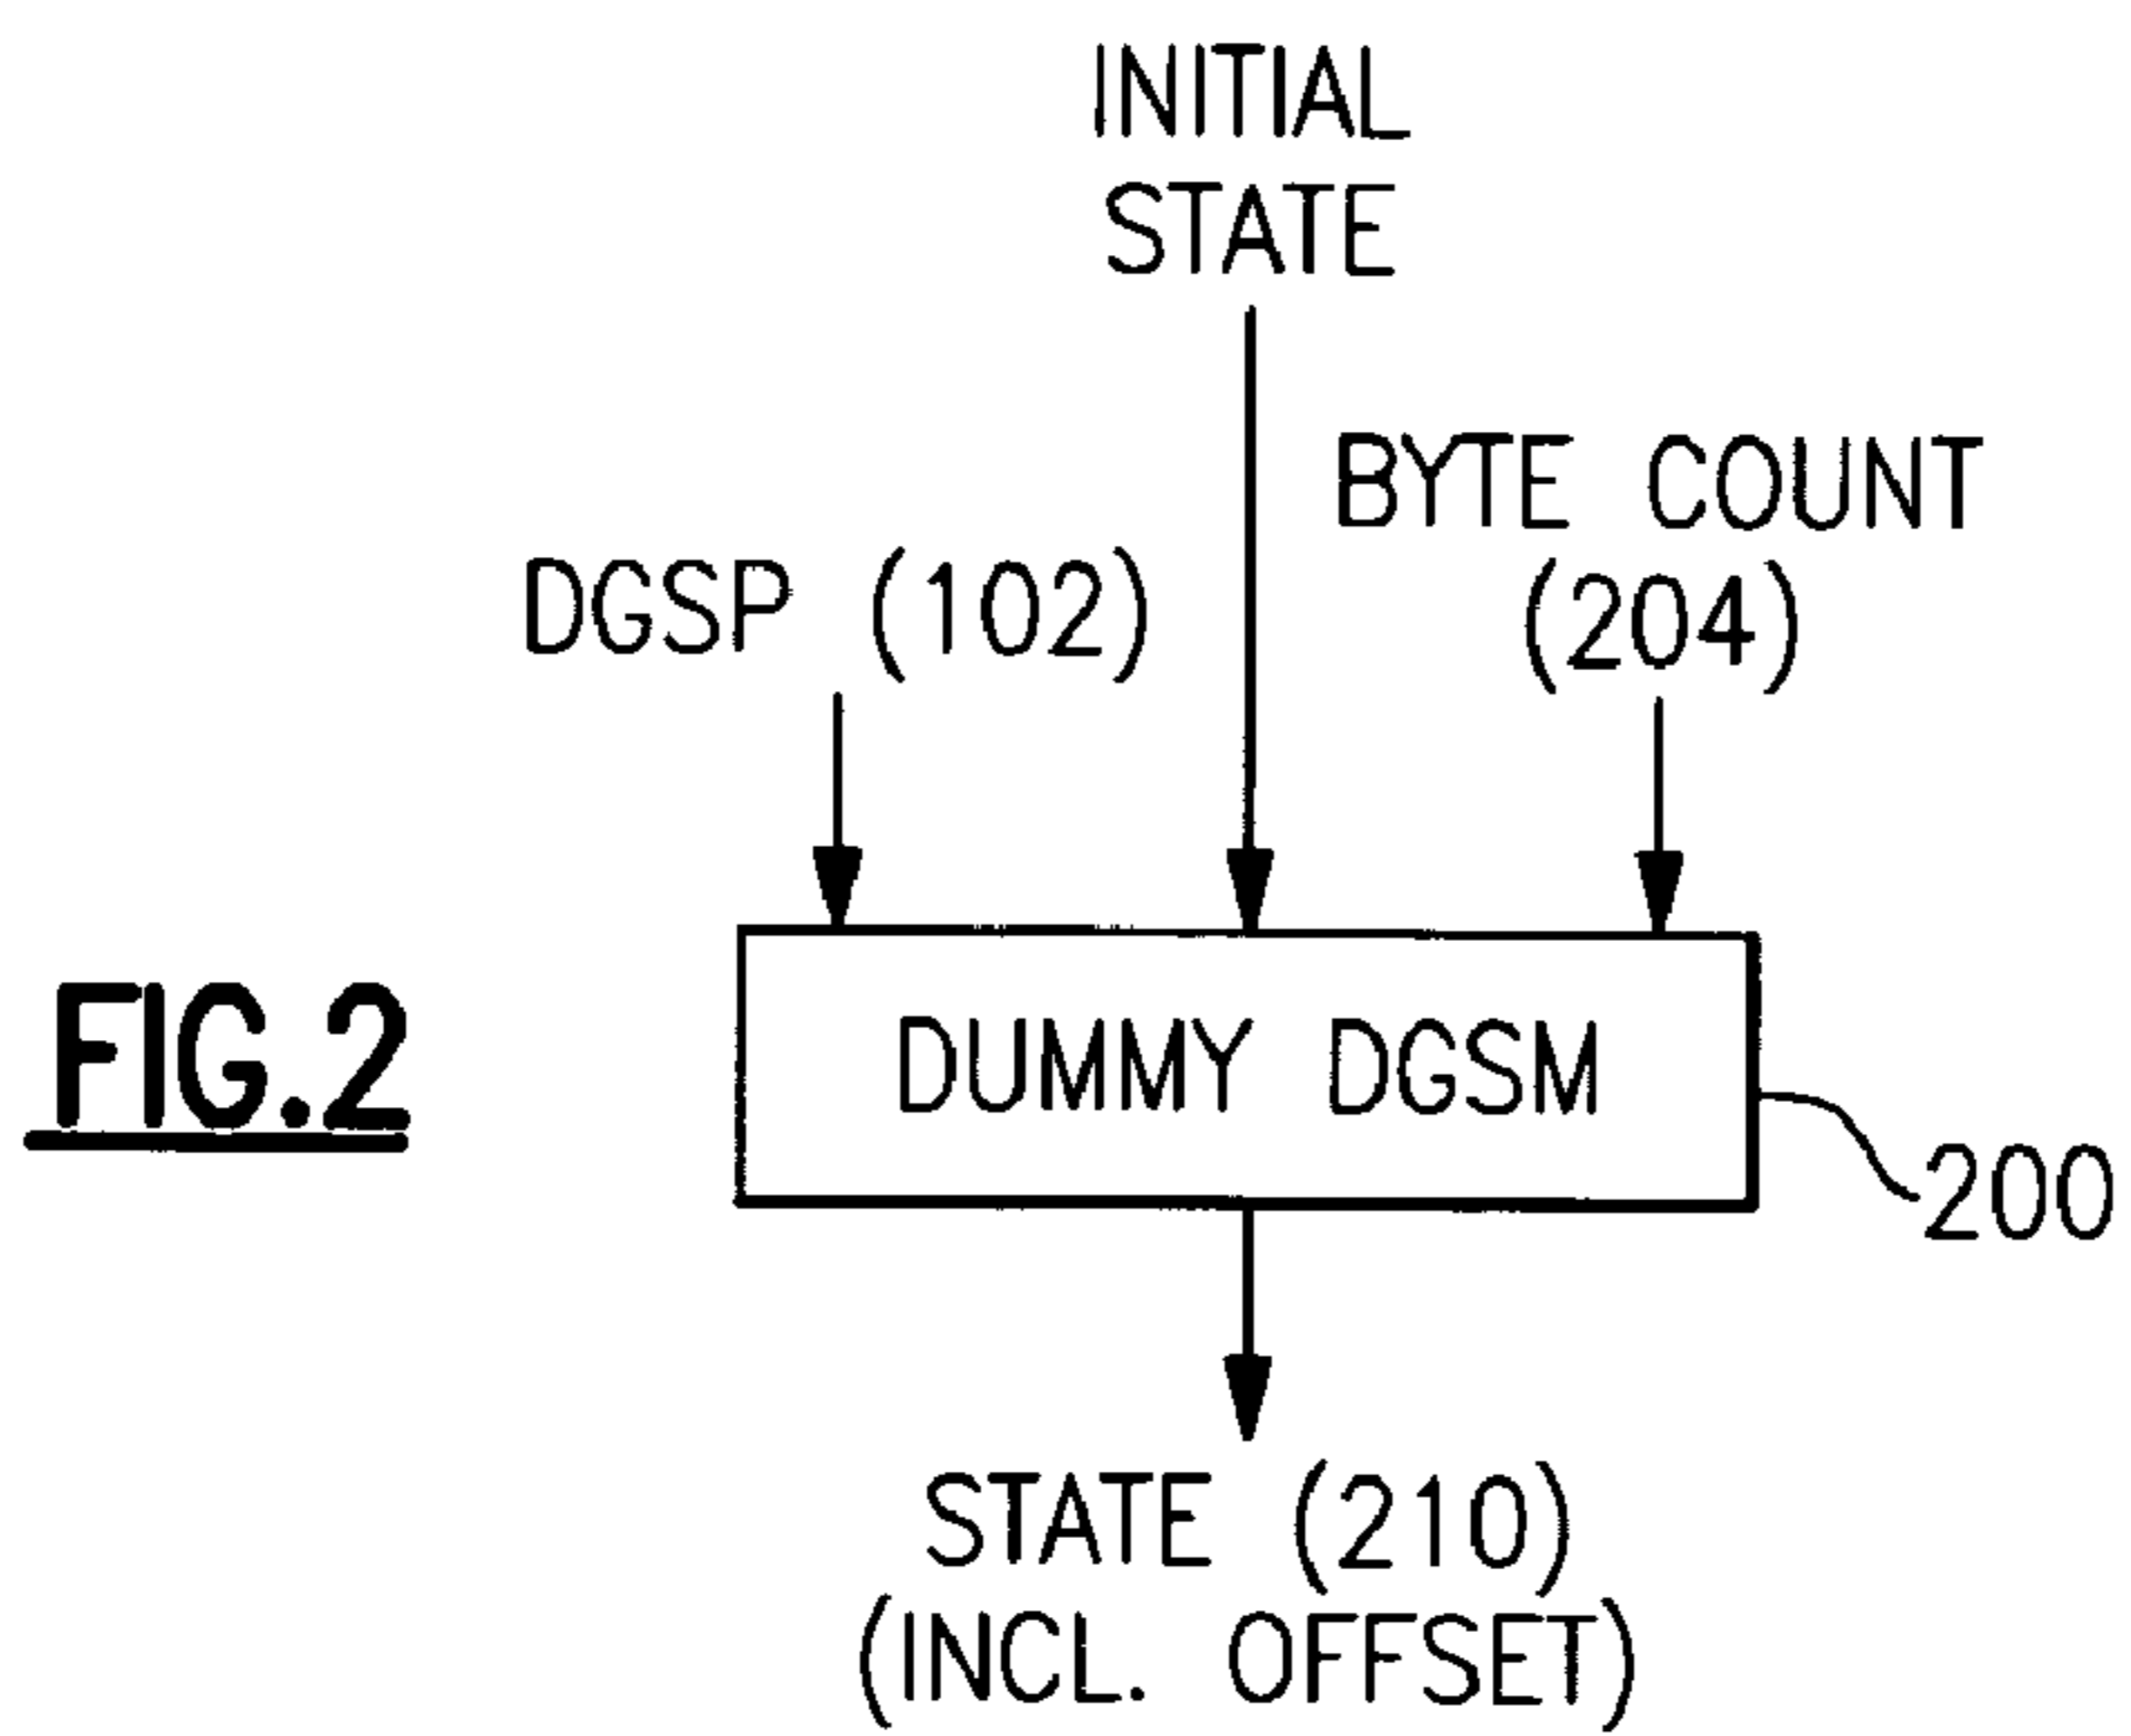 INITIAL
STATE
BYTE COUNT
(204)
DGSP (102)
DUMMY DGSM
FIG.2
200
STATE (210)
(INCL. OFFSET)